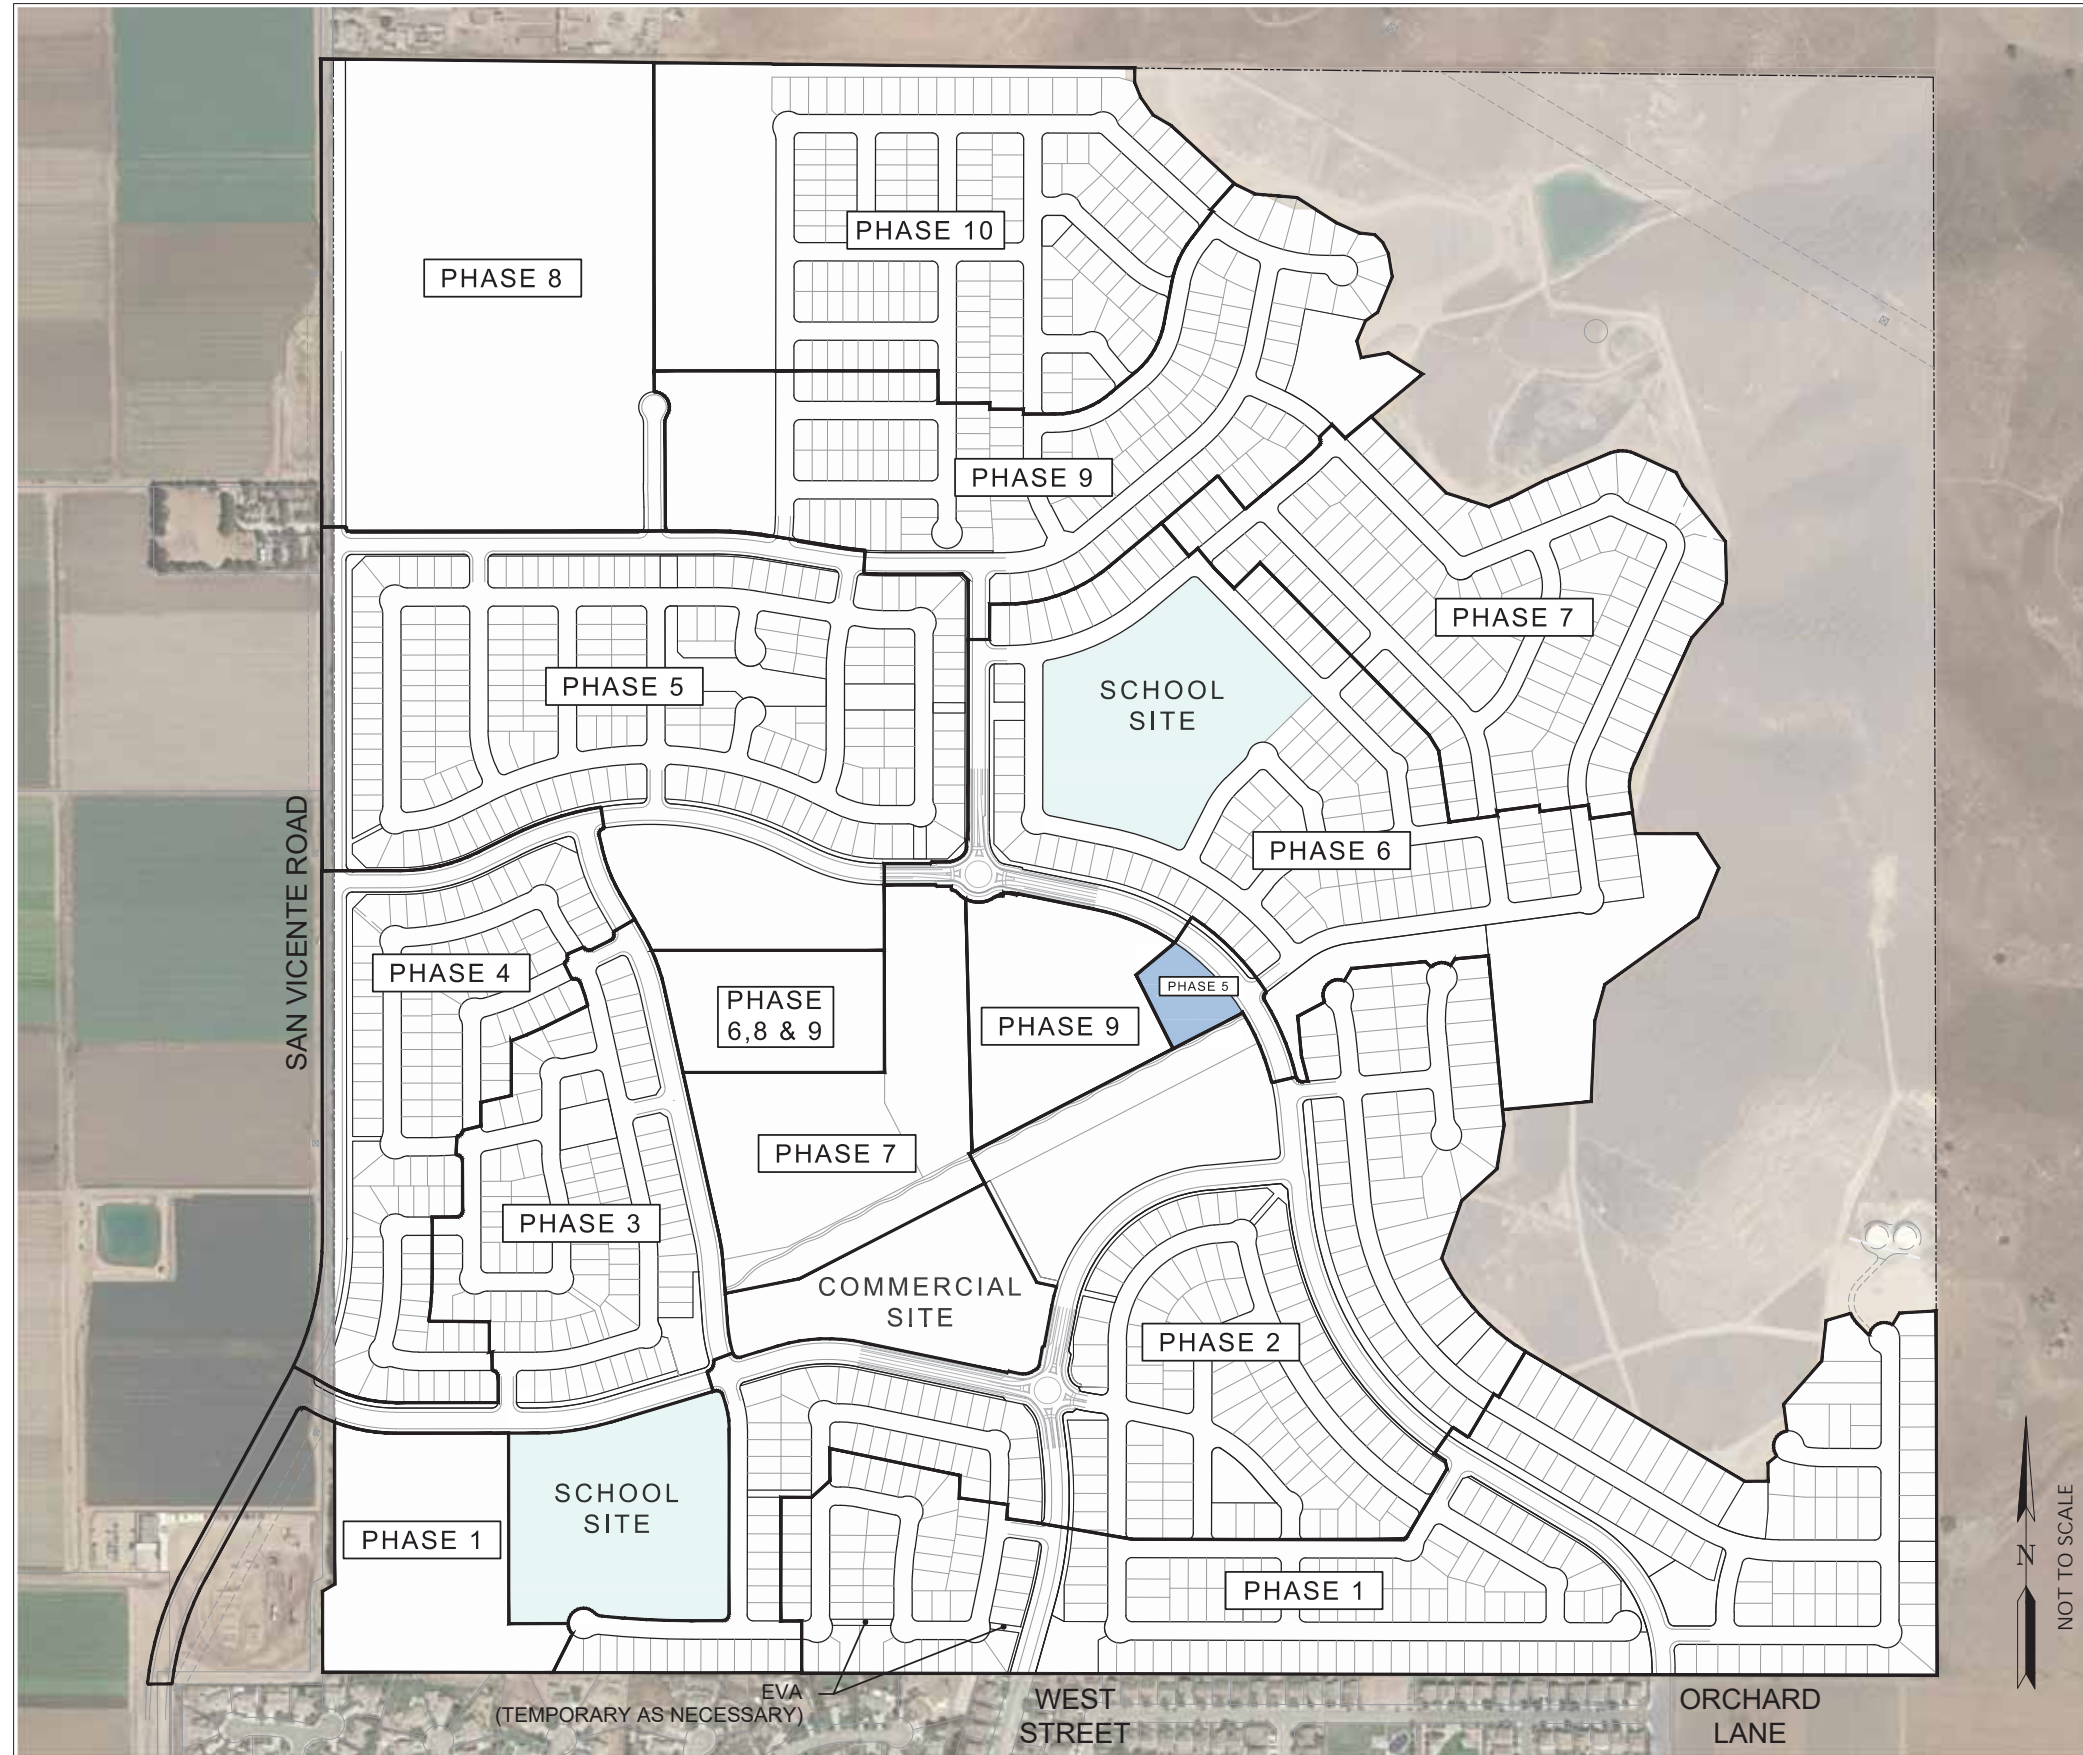 PHASE 10
PHASE 8
PHASE 9
PHASE 7
PHASE 5
SCHOOL
SITE
PHASE 6
SAN VICENTE ROAD
PHASE 4
PHASE 5
PHASE
6,8 & 9
PHASE 9
PHASE 7
PHASE 3
COMMERCIAL
SITE
PHASE 2
SCHOOL
SITE
PHASE 1
PHASE 1
EVA
(TEMPORARY AS NECESSARY)
WEST
STREET
ORCHARD
LANE
N
NOT TO SCALE